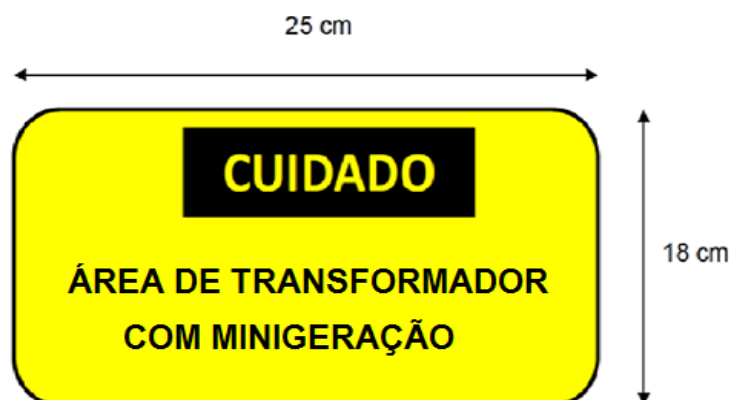 25 cm
CUIDADO
18 cm
ÁREA DE TRANSFORMADOR
COM MINIGERAÇÃO